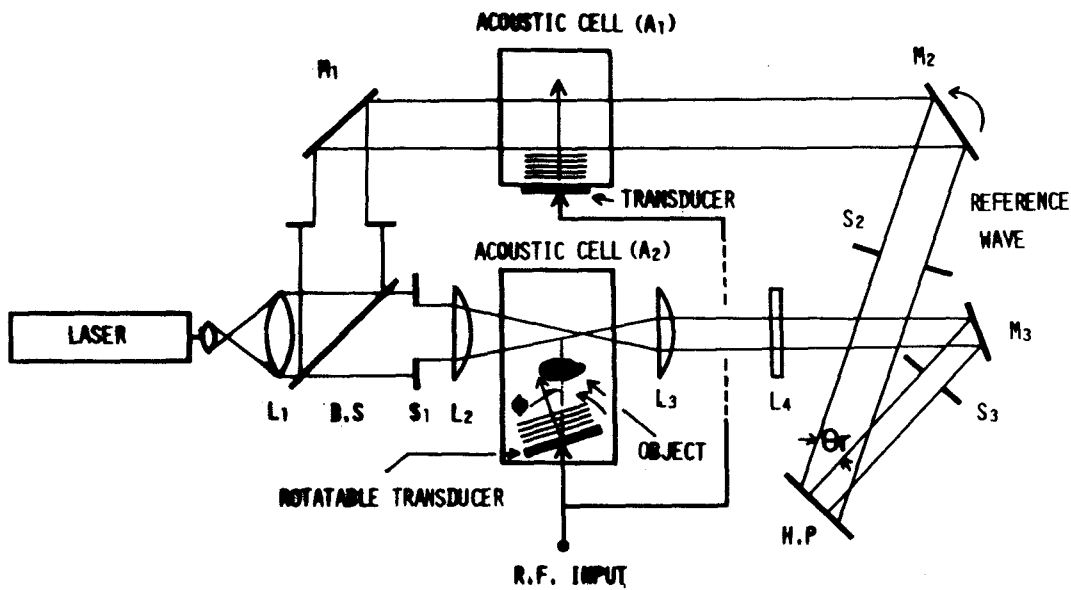 ACOUSTIC CELL (A1)
M1
M2
TRANSDUCER
REFERENCE
WAVE
S2
ACOUSTIC CELL (A2)
LASER
M3
L1
B.S
S1
L2
L3
L4
S3
Φ
OBJECT
θr
ROTATABLE TRANSDUCER
H.P
R.F. INPUT